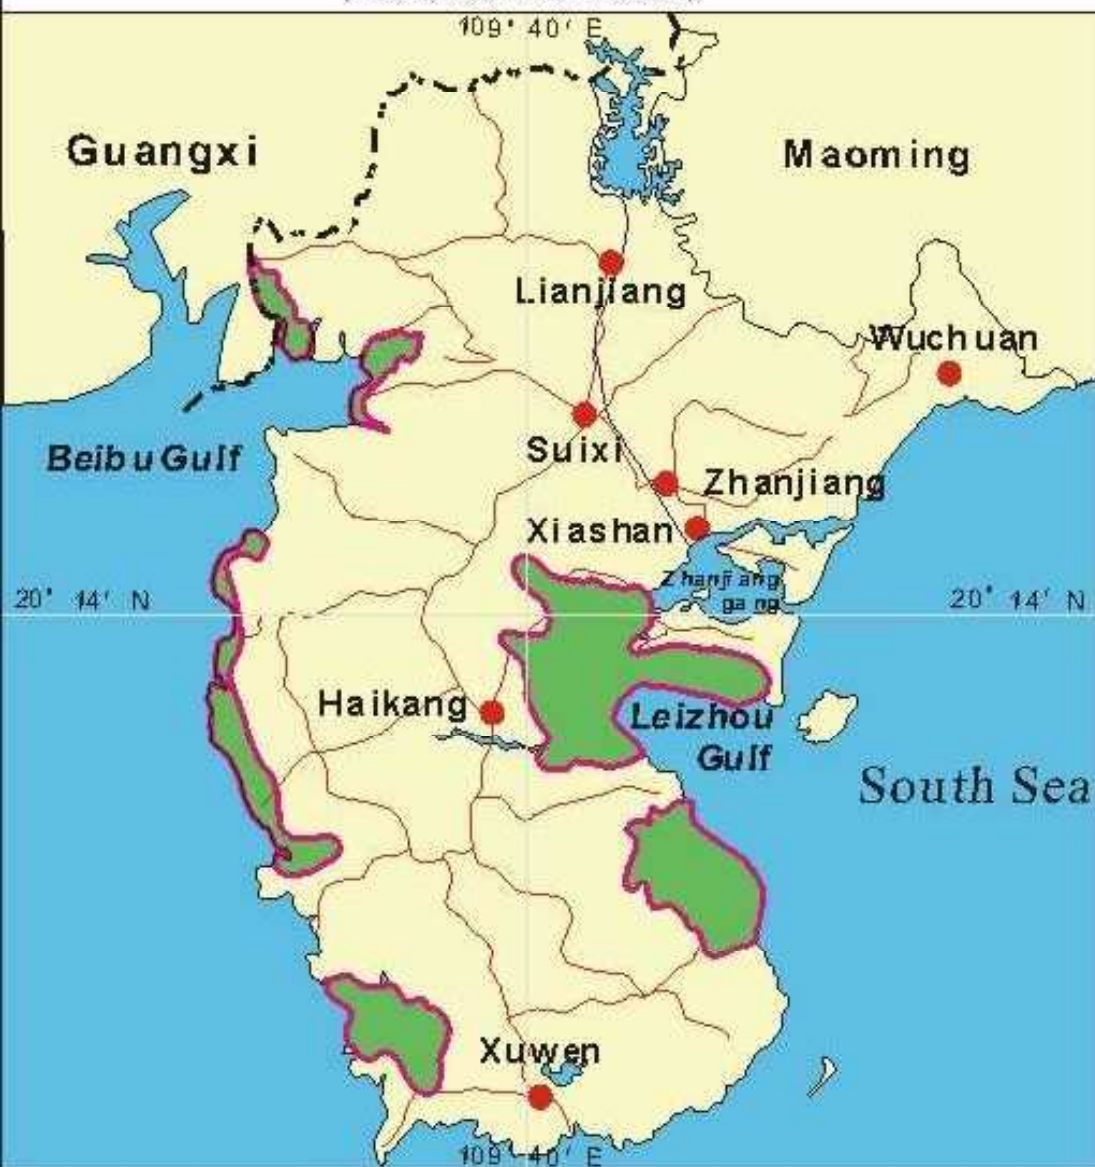 109° 40′ E
Guangxi
Maoming
Lianjiang
Wuchuan
Beibu Gulf
Suixi
Zhanjiang
Xiashan
Zhanjiang
gang
20° 14′ N
20° 14′ N
Haikang
Leizhou
Gulf
South Sea
Xuwen
109° 40′ E